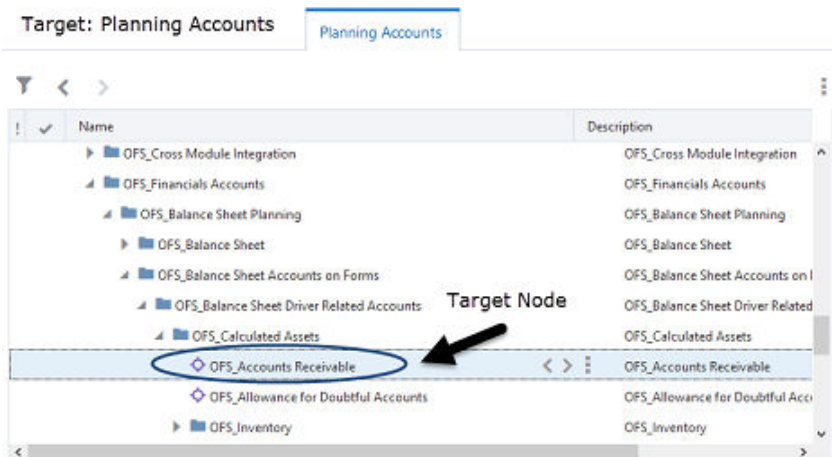 Target: Planning Accounts
Planning Accounts
! Name Description
OFS_Cross Module Integration OFS_Cross Module Integration
OFS_Financials Accounts OFS_Financials Accounts
OFS_Balance Sheet Planning OFS_Balance Sheet Planning
OFS_Balance Sheet OFS_Balance Sheet
OFS_Balance Sheet Accounts on Forms OFS_Balance Sheet Accounts on
Target Node
OFS_Balance Sheet Driver Related Accounts OFS_Balance Sheet Driver Related
OFS_Calculated Assets OFS_Calculated Assets
OFS_Accounts Receivable OFS_Accounts Receivable
OFS_Allowance for Doubtful Accounts OFS_Allowance for Doubtful Acc
OFS_Inventory OFS_Inventory